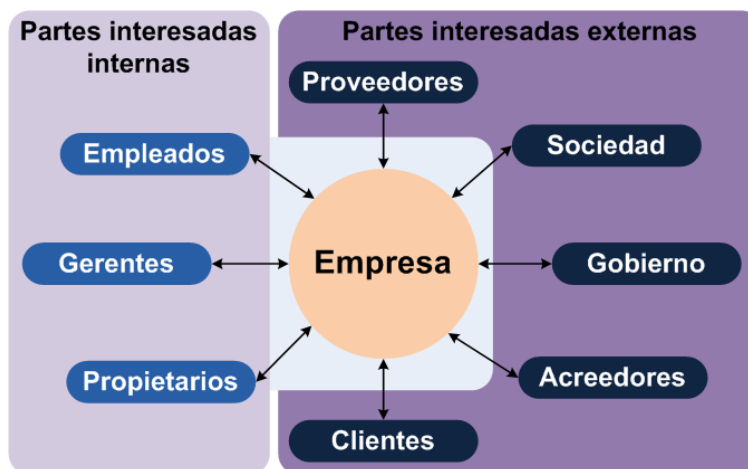 Partes interesadas
internas
Partes interesadas externas
Proveedores
Empleados
Sociedad
Gerentes
Empresa
Gobierno
Propietarios
Acreedores
Clientes